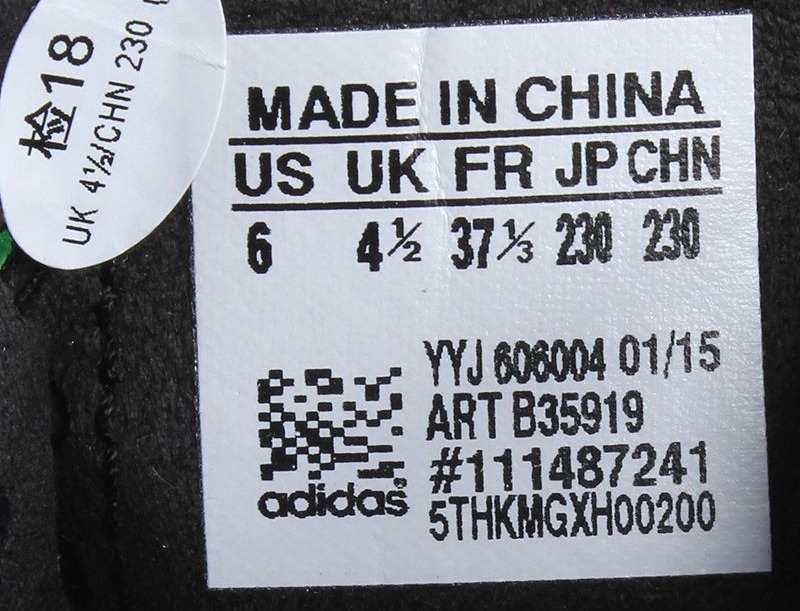 检18
UK 4½/CHN 230
MADE IN CHINA
US UK FR JP CHN
6 4½ 37⅓ 230 230
YYJ 606004 01/15
ART B35919
#111487241
5THKMGXH00200
adidas®